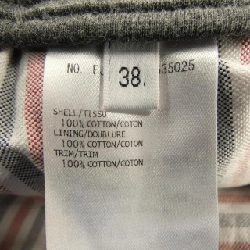 NO. 35025
38.
SHELL/TISSU
100% COTTON/COTON
LINING/DOUBLURE
100% COTTON/COTON
TRIM/TRIM
100% COTTON/COTON